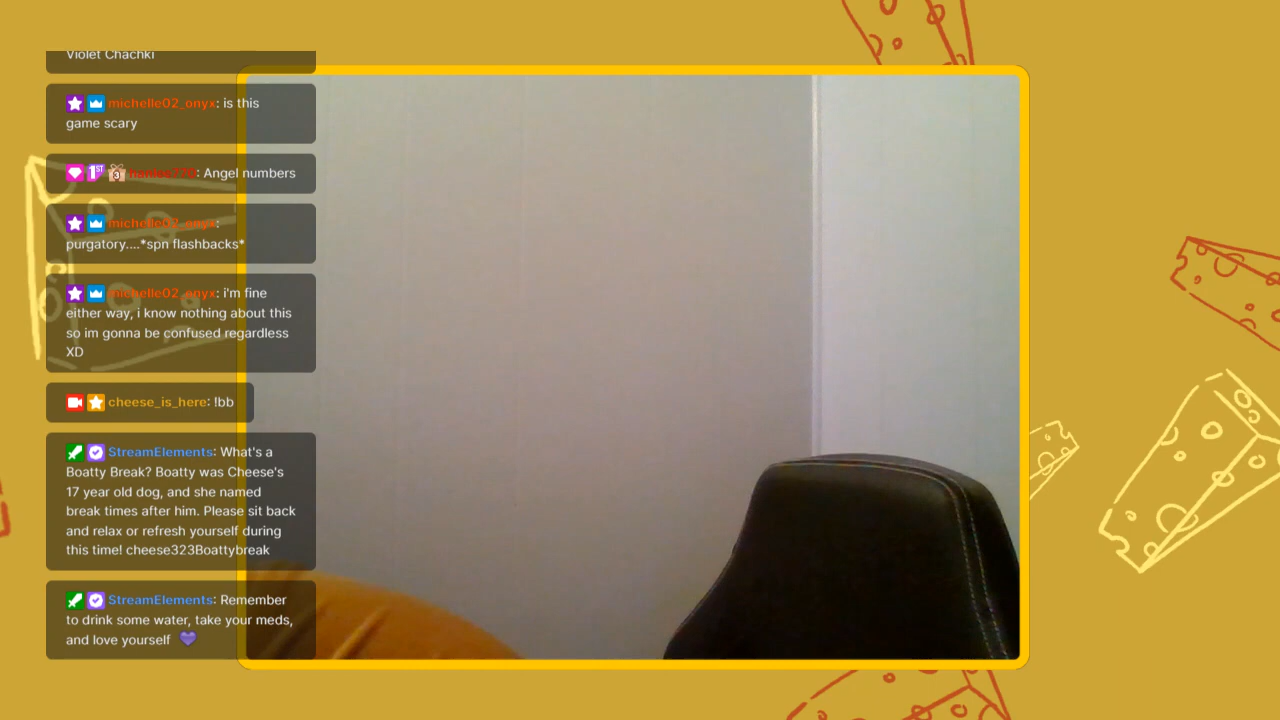 Violet Chachki
michelle02_onyx: is this
game scary
: Angel numbers
michelle02_onyx:
purgatory....*spn flashbacks*
michelle02_onyx: i'm fine
either way, i know nothing about this
so im gonna be confused regardless
XD
cheese_is_here: !bb
StreamElements: What's a
Boatty Break? Boatty was Cheese's
17 year old dog, and she named
break times after him. Please sit back
and relax or refresh yourself during
this time! cheese323Boattybreak
StreamElements: Remember
to drink some water, take your meds,
and love yourself 💜